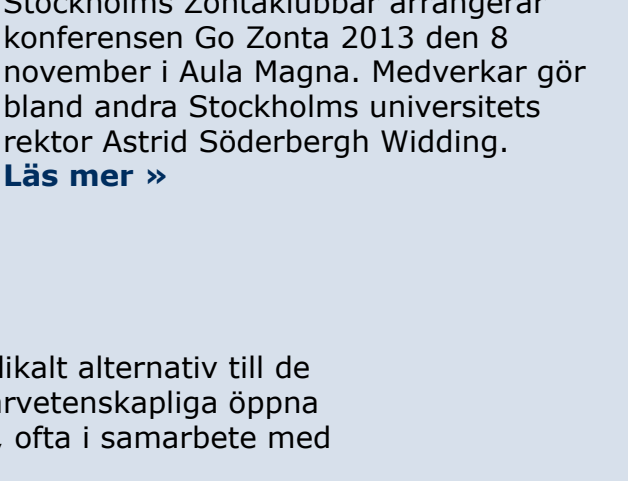 Stockholms Zontaklubbar arrangerar
konferensen Go Zonta 2013 den 8
november i Aula Magna. Medverkar gör
bland andra Stockholms universitets
rektor Astrid Söderbergh Widding.
Läs mer »
likalt alternativ till de
rvetenskapliga öppna
, ofta i samarbete med